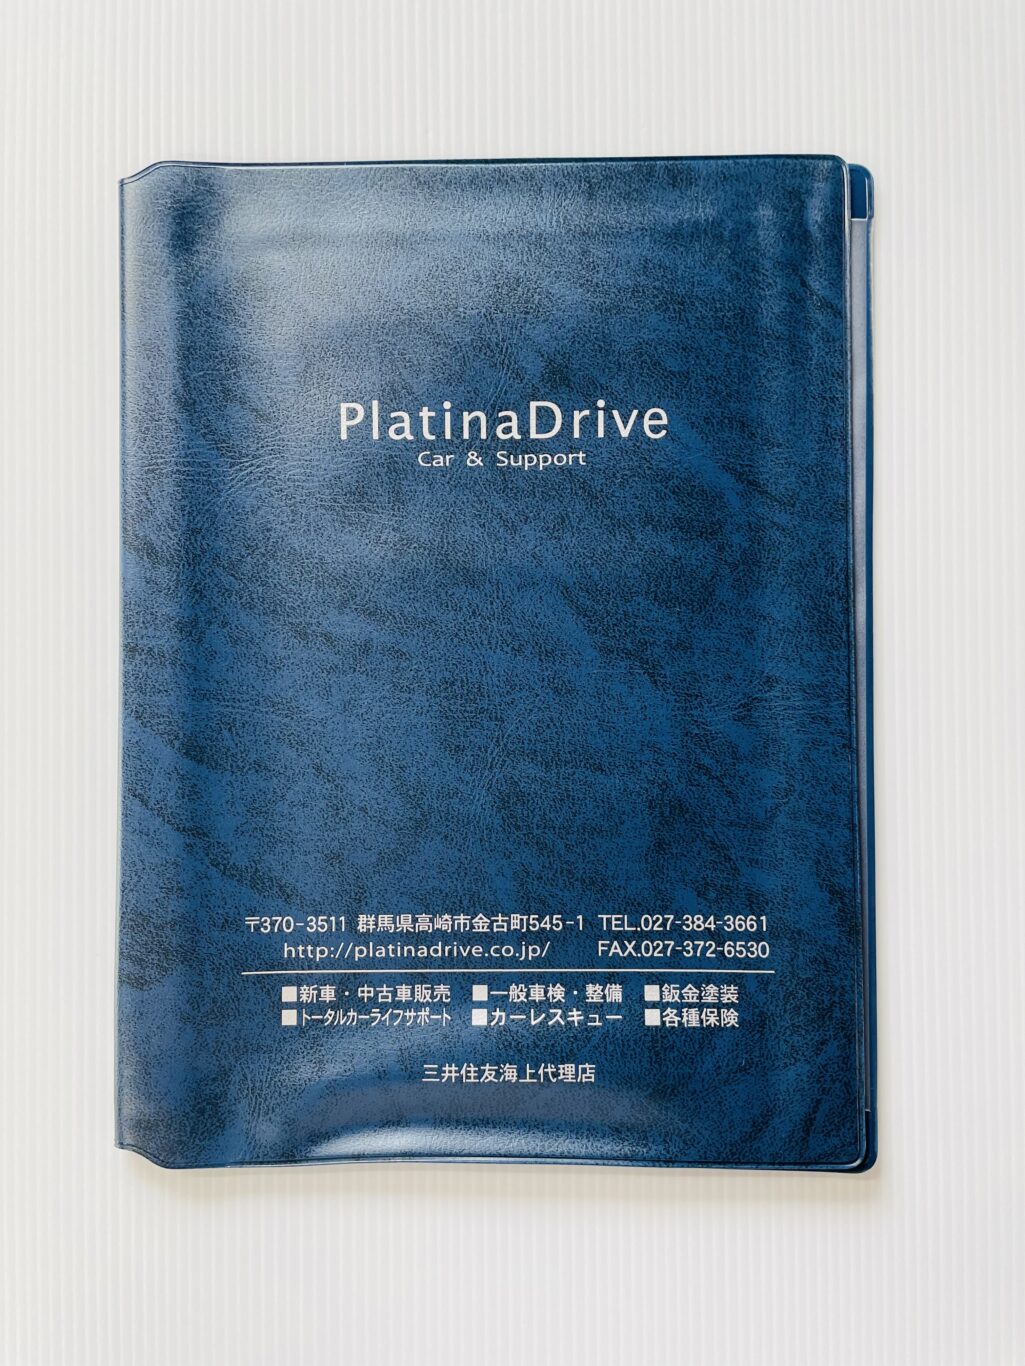 PlatinaDrive
Car & Support
〒370-3511 群馬県高崎市金古町545-1 TEL.027-384-3661
http://platinadrive.co.jp/ FAX.027-372-6530
■新車・中古車販売 ■一般車検・整備 ■鈑金塗装
■トータルカーライフサポート ■カーレスキュー ■各種保険
三井住友海上代理店